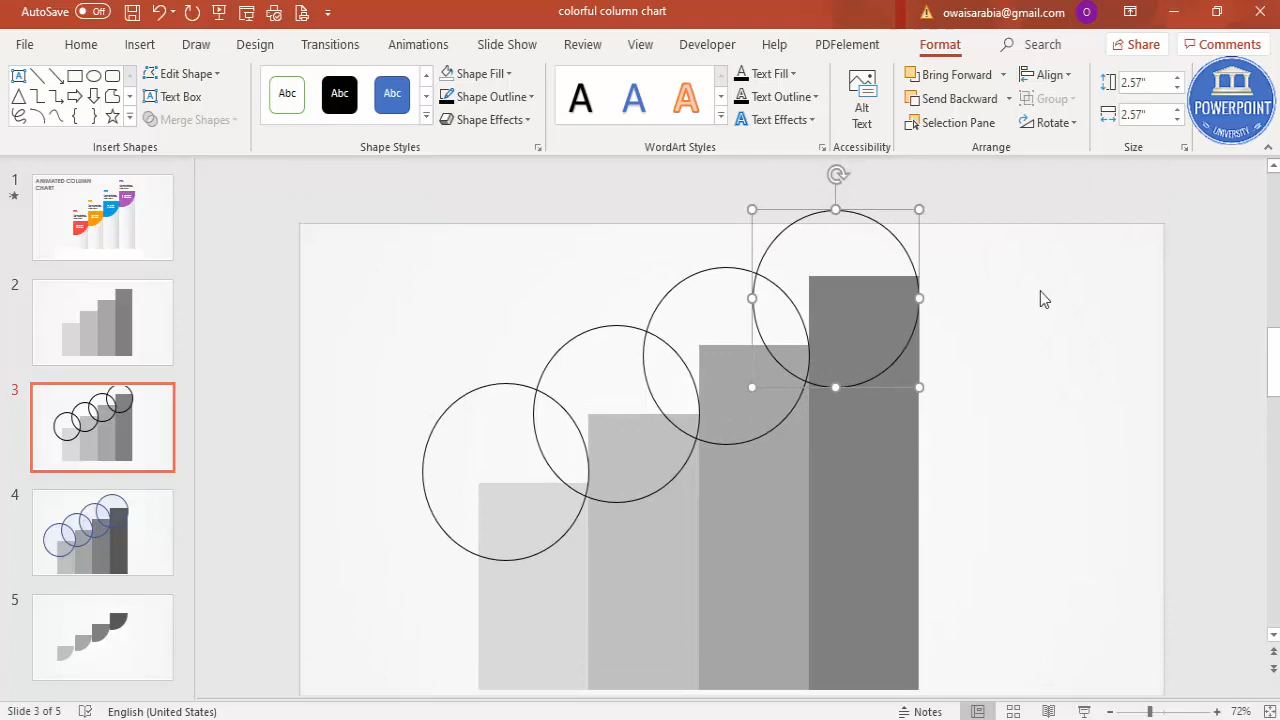 AutoSave Off colorful column chart owaisarabia@gmail.com O
File Home Insert Draw Design Transitions Animations Slide Show Review View Developer Help PDFelement Format Search Share Comments
Edit Shape Text Box Merge Shapes
Insert Shapes
Abc Abc Abc
Shape Fill Shape Outline Shape Effects
Shape Styles
A A A
Text Fill Text Outline Text Effects
WordArt Styles
Alt Text
Accessibility
Bring Forward Send Backward Selection Pane
Align Group Rotate
Arrange
2.57"
2.57"
Size
POWERPOINT
UNIVERSITY
1
ANIMATED COLUMN
CHART
2
3
4
5
Slide 3 of 5 English (United States) Notes 72%